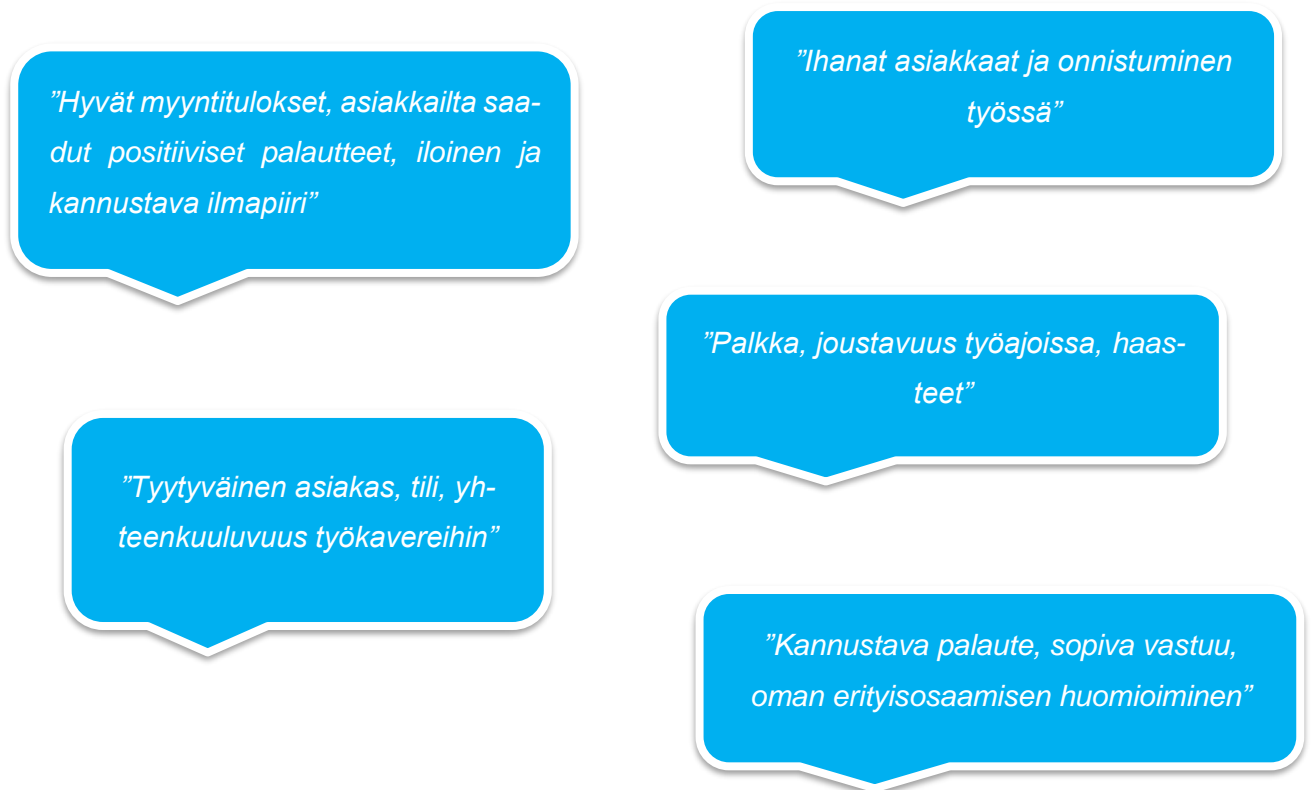 ”Hyvät myyntitulokset, asiakkailta saa-
dut positiiviset palautteet, iloinen ja
kannustava ilmapiiri”
”Ihanat asiakkaat ja onnistuminen
työssä”
”Palkka, joustavuus työajoissa, haas-
teet”
”Tyytyväinen asiakas, tili, yh-
teenkuuluvuus työkavereihin”
”Kannustava palaute, sopiva vastuu,
oman erityisosaamisen huomioiminen”